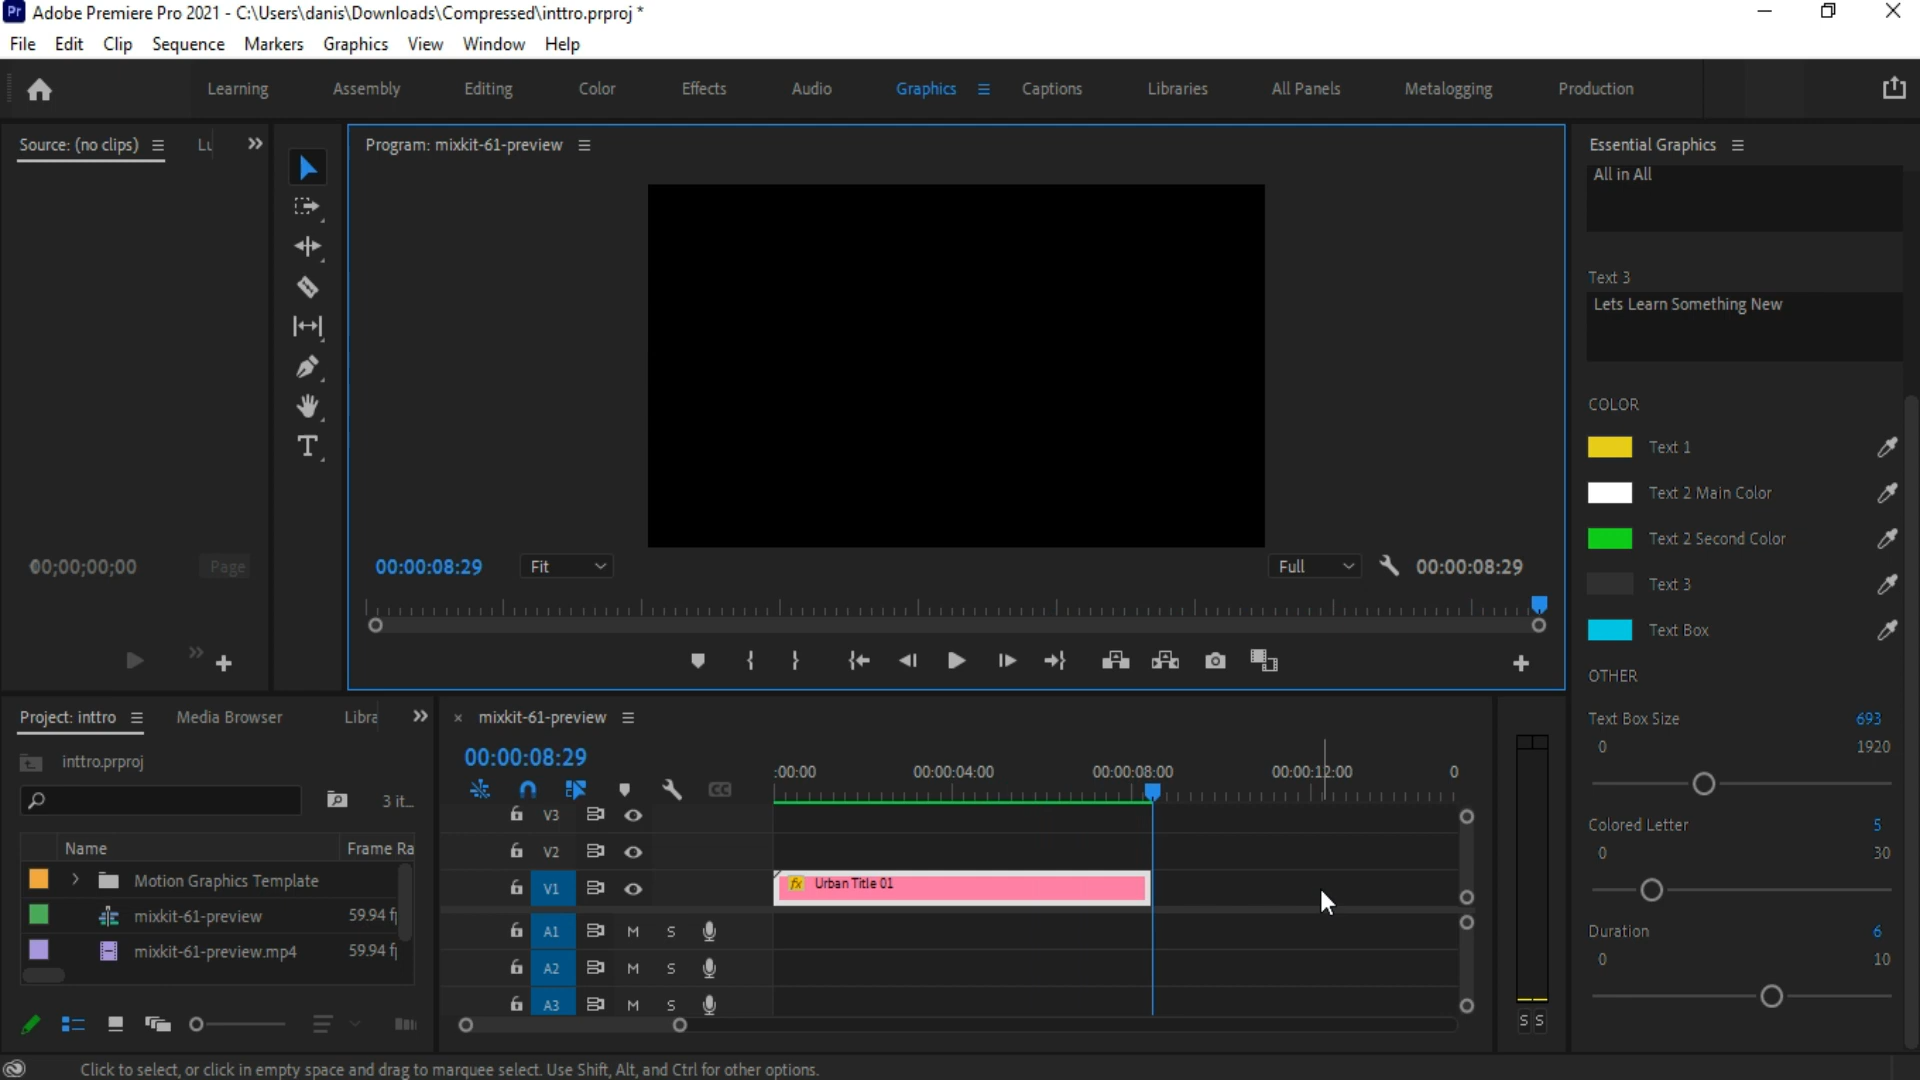 Pr Adobe Premiere Pro 2021 - C:\Users\danis\Downloads\Compressed\inttro.prproj *
File Edit Clip Sequence Markers Graphics View Window Help
Learning Assembly Editing Color Effects Audio Graphics Captions Libraries All Panels Metalogging Production
Source: (no clips)
Program: mixkit-61-preview
Essential Graphics
All in All
Text 3
Lets Learn Something New
COLOR
Text 1
Text 2 Main Color
Text 2 Second Color
Text 3
Text Box
OTHER
Text Box Size 693
0 1920
Colored Letter 5
0 30
Duration 6
0 10
00;00;00;00 Page
00:00:08:29 Fit Full 00:00:08:29
Project: inttro Media Browser Libra
inttro.prproj
3 it...
Name Frame Ra
Motion Graphics Template
mixkit-61-preview 59.94 f
mixkit-61-preview.mp4 59.94 f
× mixkit-61-preview
00:00:08:29
:00:00 00:00:04:00 00:00:08:00 00:00:12:00 0
V3
V2
V1 fx Urban Title 01
A1 M S
A2 M S
A3 M S
S S
Click to select, or click in empty space and drag to marquee select. Use Shift, Alt, and Ctrl for other options.